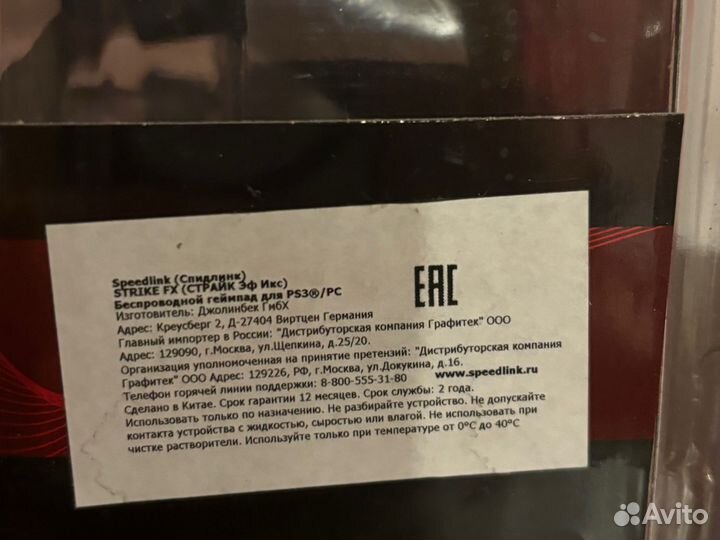 Speedlink (Спидлинк)
STRIKE FX (СТРАЙК Эф Икс)
Беспроводной геймпад для PS3®/PC
Изготовитель: Джолинбек ГмбХ
Адрес: Креусберг 2, Д-27404 Виртцен Германия
Главный импортер в России: "Дистрибуторская компания Графитек" ООО
Адрес: 129090, г.Москва, ул.Щепкина, д.25/20.
Организация уполномоченная на принятие претензий: "Дистрибуторская компания
Графитек" ООО Адрес: 129226, РФ, г.Москва, ул.Докукина, д.16.
Телефон горячей линии поддержки: 8-800-555-31-80 www.speedlink.ru
Сделано в Китае. Срок гарантии 12 месяцев. Срок службы: 2 года.
Использовать только по назначению. Не разбирайте устройство. Не допускайте
контакта устройства с жидкостью, сыростью или влагой. Не использовать при
чистке растворители. Используйте только при температуре от 0°C до 40°C
EAC
Avito